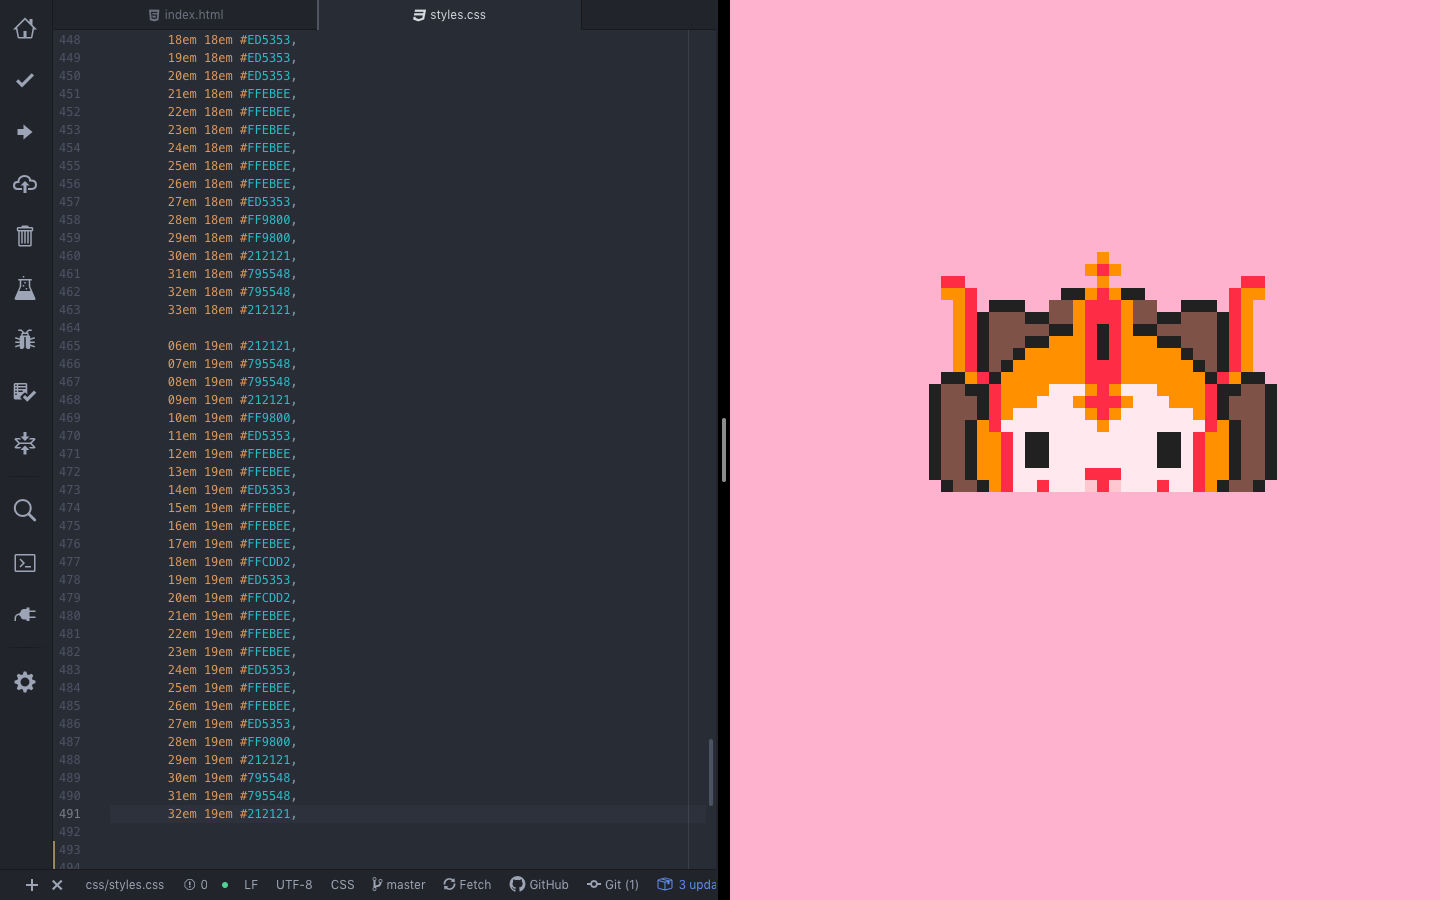 index.html
styles.css
448 18em 18em #ED5353,
449 19em 18em #ED5353,
450 20em 18em #ED5353,
451 21em 18em #FFEBEE,
452 22em 18em #FFEBEE,
453 23em 18em #FFEBEE,
454 24em 18em #FFEBEE,
455 25em 18em #FFEBEE,
456 26em 18em #FFEBEE,
457 27em 18em #ED5353,
458 28em 18em #FF9800,
459 29em 18em #FF9800,
460 30em 18em #212121,
461 31em 18em #795548,
462 32em 18em #795548,
463 33em 18em #212121,
464
465 06em 19em #212121,
466 07em 19em #795548,
467 08em 19em #795548,
468 09em 19em #212121,
469 10em 19em #FF9800,
470 11em 19em #ED5353,
471 12em 19em #FFEBEE,
472 13em 19em #FFEBEE,
473 14em 19em #ED5353,
474 15em 19em #FFEBEE,
475 16em 19em #FFEBEE,
476 17em 19em #FFEBEE,
477 18em 19em #FFCDD2,
478 19em 19em #ED5353,
479 20em 19em #FFCDD2,
480 21em 19em #FFEBEE,
481 22em 19em #FFEBEE,
482 23em 19em #FFEBEE,
483 24em 19em #ED5353,
484 25em 19em #FFEBEE,
485 26em 19em #FFEBEE,
486 27em 19em #ED5353,
487 28em 19em #FF9800,
488 29em 19em #212121,
489 30em 19em #795548,
490 31em 19em #795548,
491 32em 19em #212121,
492
493
494
css/styles.css 0 LF UTF-8 CSS master Fetch GitHub Git (1) 3 upda